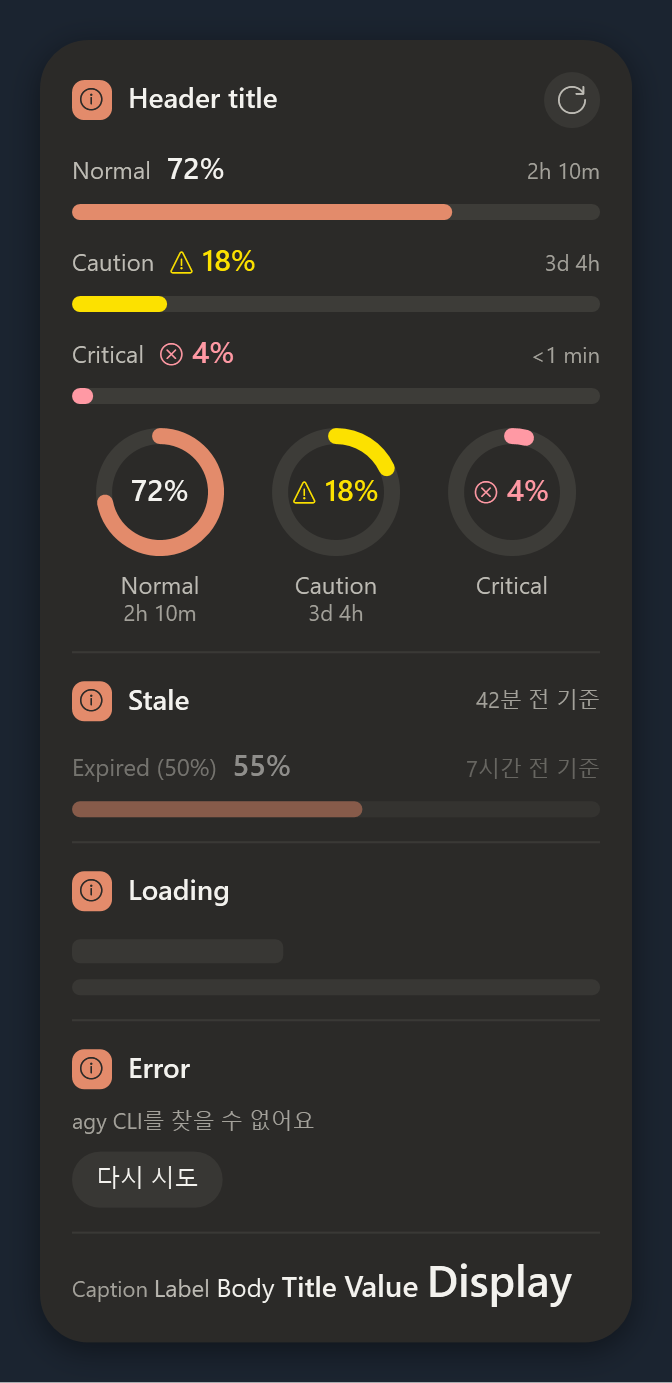 Header title
Normal 72% 2h 10m
Caution 18% 3d 4h
Critical 4% <1 min
72% 18% 4%
Normal Caution Critical
2h 10m 3d 4h
Stale 42분 전 기준
Expired (50%) 55% 7시간 전 기준
Loading
Error
agy CLI를 찾을 수 없어요
다시 시도
Caption Label Body Title Value Display